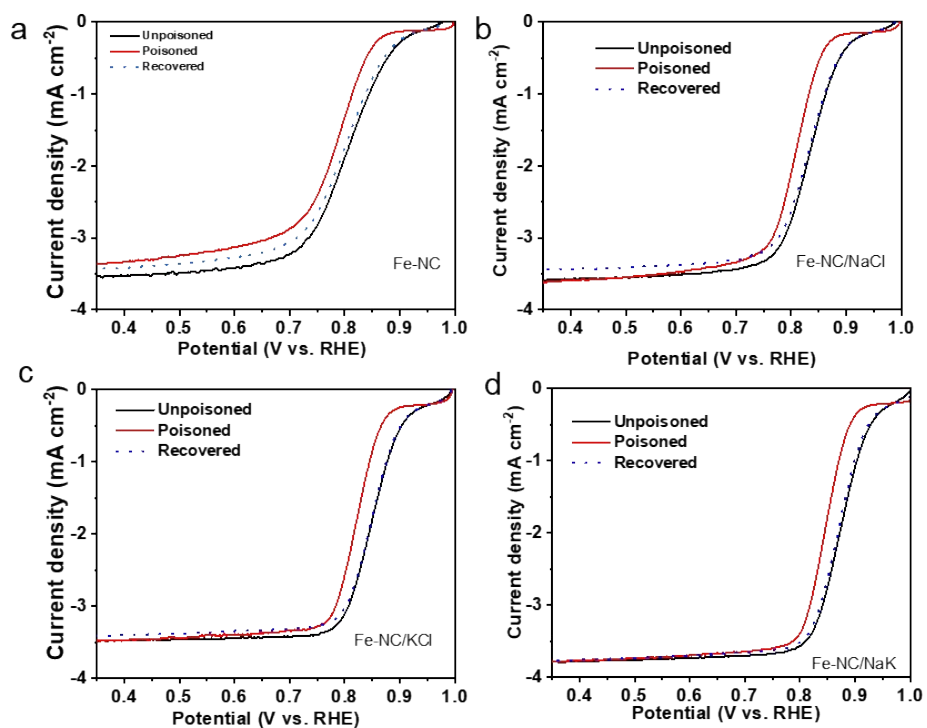 a
Unpoisoned
Poisoned
Recovered
Fe-NC
0
-1
-2
-3
-4
0.4 0.5 0.6 0.7 0.8 0.9 1.0
Potential (V vs. RHE)
Current density (mA cm-2)
b
Unpoisoned
Poisoned
Recovered
Fe-NC/NaCl
0
-1
-2
-3
-4
0.4 0.5 0.6 0.7 0.8 0.9 1.0
Potential (V vs. RHE)
Current density (mA cm-2)
c
Unpoisoned
Poisoned
Recovered
Fe-NC/KCl
0
-1
-2
-3
-4
0.4 0.5 0.6 0.7 0.8 0.9 1.0
Potential (V vs. RHE)
Current density (mA cm-2)
d
Unpoisoned
Poisoned
Recovered
Fe-NC/NaK
0
-1
-2
-3
-4
0.4 0.5 0.6 0.7 0.8 0.9 1.0
Potential (V vs. RHE)
Current density (mA cm-2)